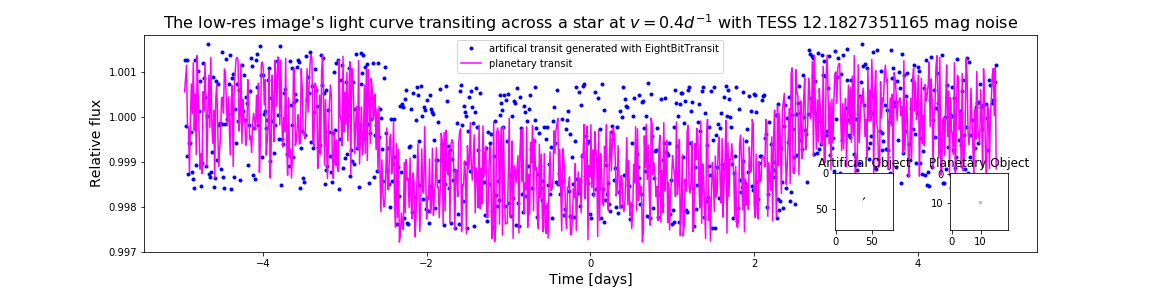 The low-res image's light curve transiting across a star at v = 0.4d⁻¹ with TESS 12.1827351165 mag noise
artifical transit generated with EightBitTransit
planetary transit
Relative flux
1.001
1.000
0.999
0.998
0.997
−4
−2
0
2
4
Time [days]
Artificial Object
0
50
0
50
Planetary Object
0
10
0
10